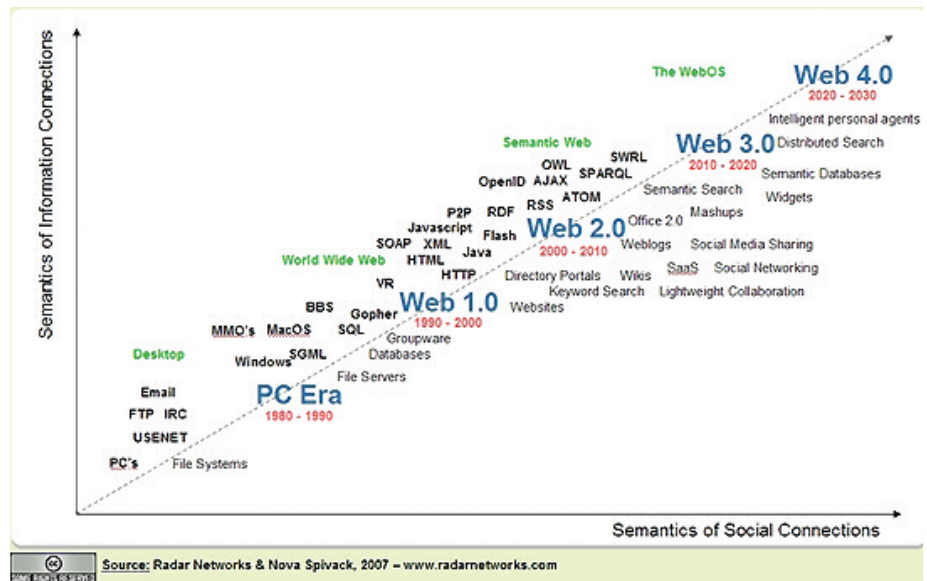 Semantics of Information Connections
The WebOS
Web 4.0
2020 - 2030
Intelligent personal agents
Semantic Web
Web 3.0
2010 - 2020
Distributed Search
SWRL
OWL
SPARQL
OpenID
AJAX
ATOM
Semantic Databases
Semantic Search
Widgets
P2P
RDF
RSS
Mashups
Javascript
Flash
Web 2.0
2000 - 2010
Office 2.0
SOAP
XML
Java
Weblogs
Social Media Sharing
World Wide Web
HTML
HTTP
Directory Portals
Wikis
SaaS
Social Networking
VR
Keyword Search
Lightweight Collaboration
BBS
Gopher
Web 1.0
1990 - 2000
Websites
MMO's
MacOS
SQL
Groupware
Desktop
Windows
SGML
Databases
File Servers
Email
PC Era
1980 - 1990
FTP
IRC
USENET
PC's
File Systems
Semantics of Social Connections
cc
SOME RIGHTS RESERVED
Source: Radar Networks & Nova Spivack, 2007 – www.radarnetworks.com